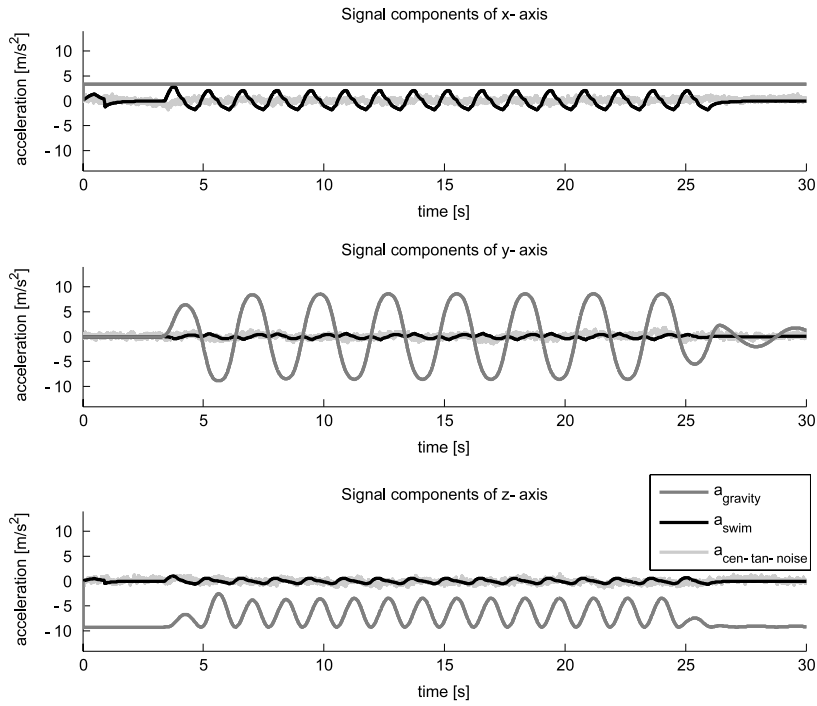 Signal components of x- axis
acceleration [m/s²]
10
5
0
- 5
- 10
0 5 10 15 20 25 30
time [s]
Signal components of y- axis
acceleration [m/s²]
10
5
0
- 5
- 10
0 5 10 15 20 25 30
time [s]
Signal components of z- axis
acceleration [m/s²]
10
5
0
- 5
- 10
0 5 10 15 20 25 30
time [s]
a gravity
a swim
a cen- tan- noise